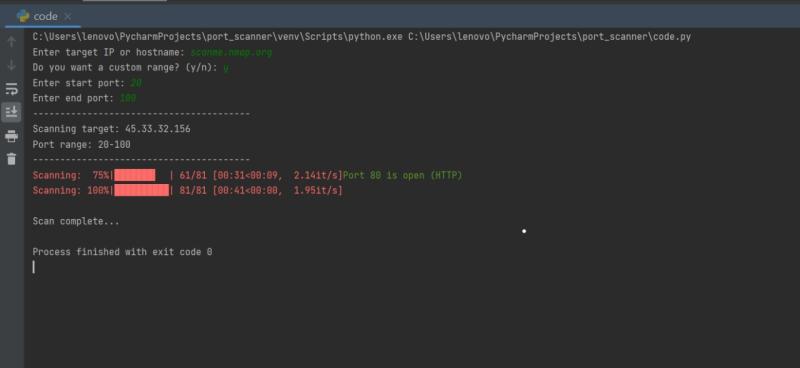 code
C:\Users\lenovo\PycharmProjects\port_scanner\venv\Scripts\python.exe C:\Users\lenovo\PycharmProjects\port_scanner\code.py
Enter target IP or hostname: scanme.nmap.org
Do you want a custom range? (y/n): y
Enter start port: 20
Enter end port: 100
----------------------------------------
Scanning target: 45.33.32.156
Port range: 20-100
----------------------------------------
Scanning:  75%|███████▌  | 61/81 [00:31<00:09,  2.14it/s]Port 80 is open (HTTP)
Scanning: 100%|██████████| 81/81 [00:41<00:00,  1.95it/s]
Scan complete...
Process finished with exit code 0